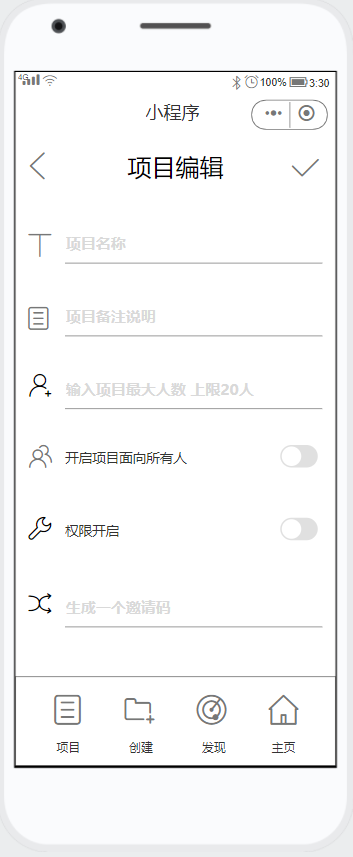 4G 100% 3:30
小程序
项目编辑
项目名称
项目备注说明
输入项目最大人数 上限20人
开启项目面向所有人
权限开启
生成一个邀请码
项目 创建 发现 主页